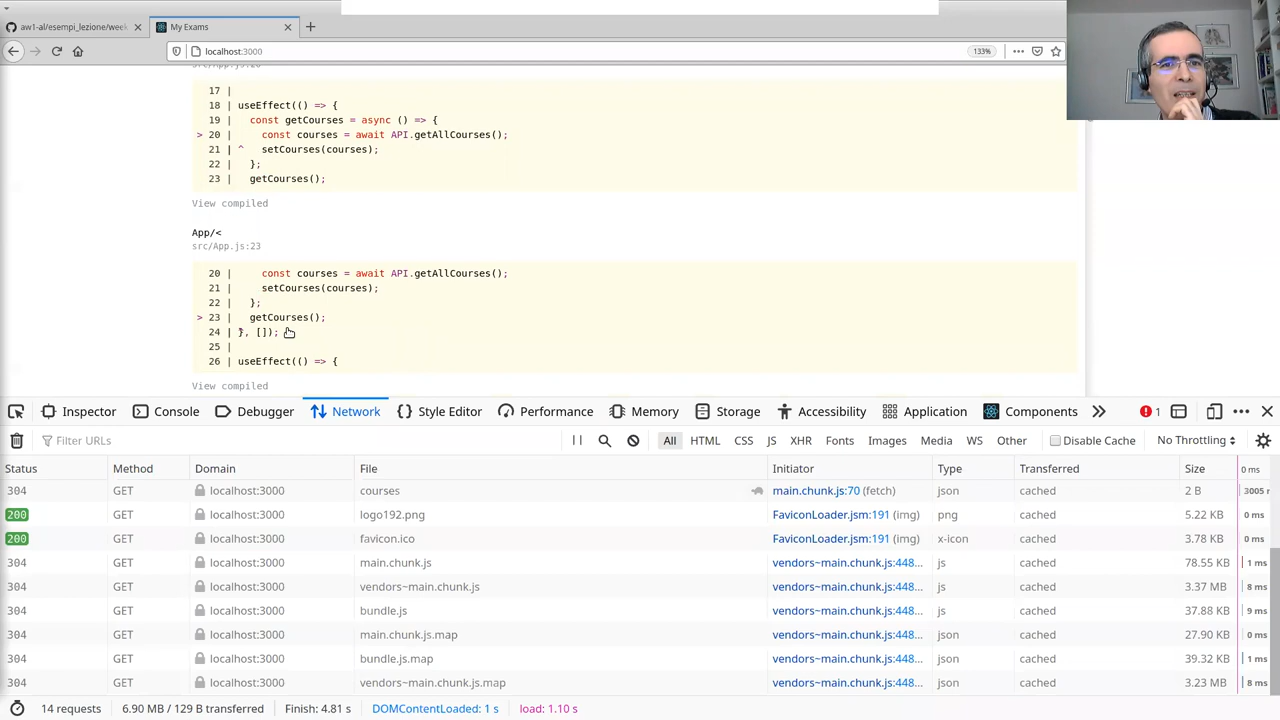 aw1-al/esempi_lezione/week
My Exams
localhost:3000
133%
17 |
18 | useEffect(() => {
19 |   const getCourses = async () => {
> 20 |     const courses = await API.getAllCourses();
21 | ^   setCourses(courses);
22 |   };
23 |   getCourses();
View compiled
App/<
src/App.js:23
20 |     const courses = await API.getAllCourses();
21 |     setCourses(courses);
22 |   };
> 23 |   getCourses();
24 | }, []);
25 |
26 | useEffect(() => {
View compiled
Inspector Console Debugger Network Style Editor Performance Memory Storage Accessibility Application Components 1
Filter URLs All HTML CSS JS XHR Fonts Images Media WS Other Disable Cache No Throttling
Status Method Domain File Initiator Type Transferred Size 0 ms
304 GET localhost:3000 courses main.chunk.js:70 (fetch) json cached 2 B
200 GET localhost:3000 logo192.png FaviconLoader.jsm:191 (img) png cached 5.22 KB 0 ms
200 GET localhost:3000 favicon.ico FaviconLoader.jsm:191 (img) x-icon cached 3.78 KB 0 ms
304 GET localhost:3000 main.chunk.js vendors~main.chunk.js:448... js cached 78.55 KB 1 ms
304 GET localhost:3000 vendors~main.chunk.js vendors~main.chunk.js:448... js cached 3.37 MB 8 ms
304 GET localhost:3000 bundle.js vendors~main.chunk.js:448... js cached 37.88 KB 9 ms
304 GET localhost:3000 main.chunk.js.map vendors~main.chunk.js:448... json cached 27.90 KB 0 ms
304 GET localhost:3000 bundle.js.map vendors~main.chunk.js:448... json cached 39.32 KB 1 ms
304 GET localhost:3000 vendors~main.chunk.js.map vendors~main.chunk.js:448... json cached 3.23 MB 8 ms
14 requests 6.90 MB / 129 B transferred Finish: 4.81 s DOMContentLoaded: 1 s load: 1.10 s